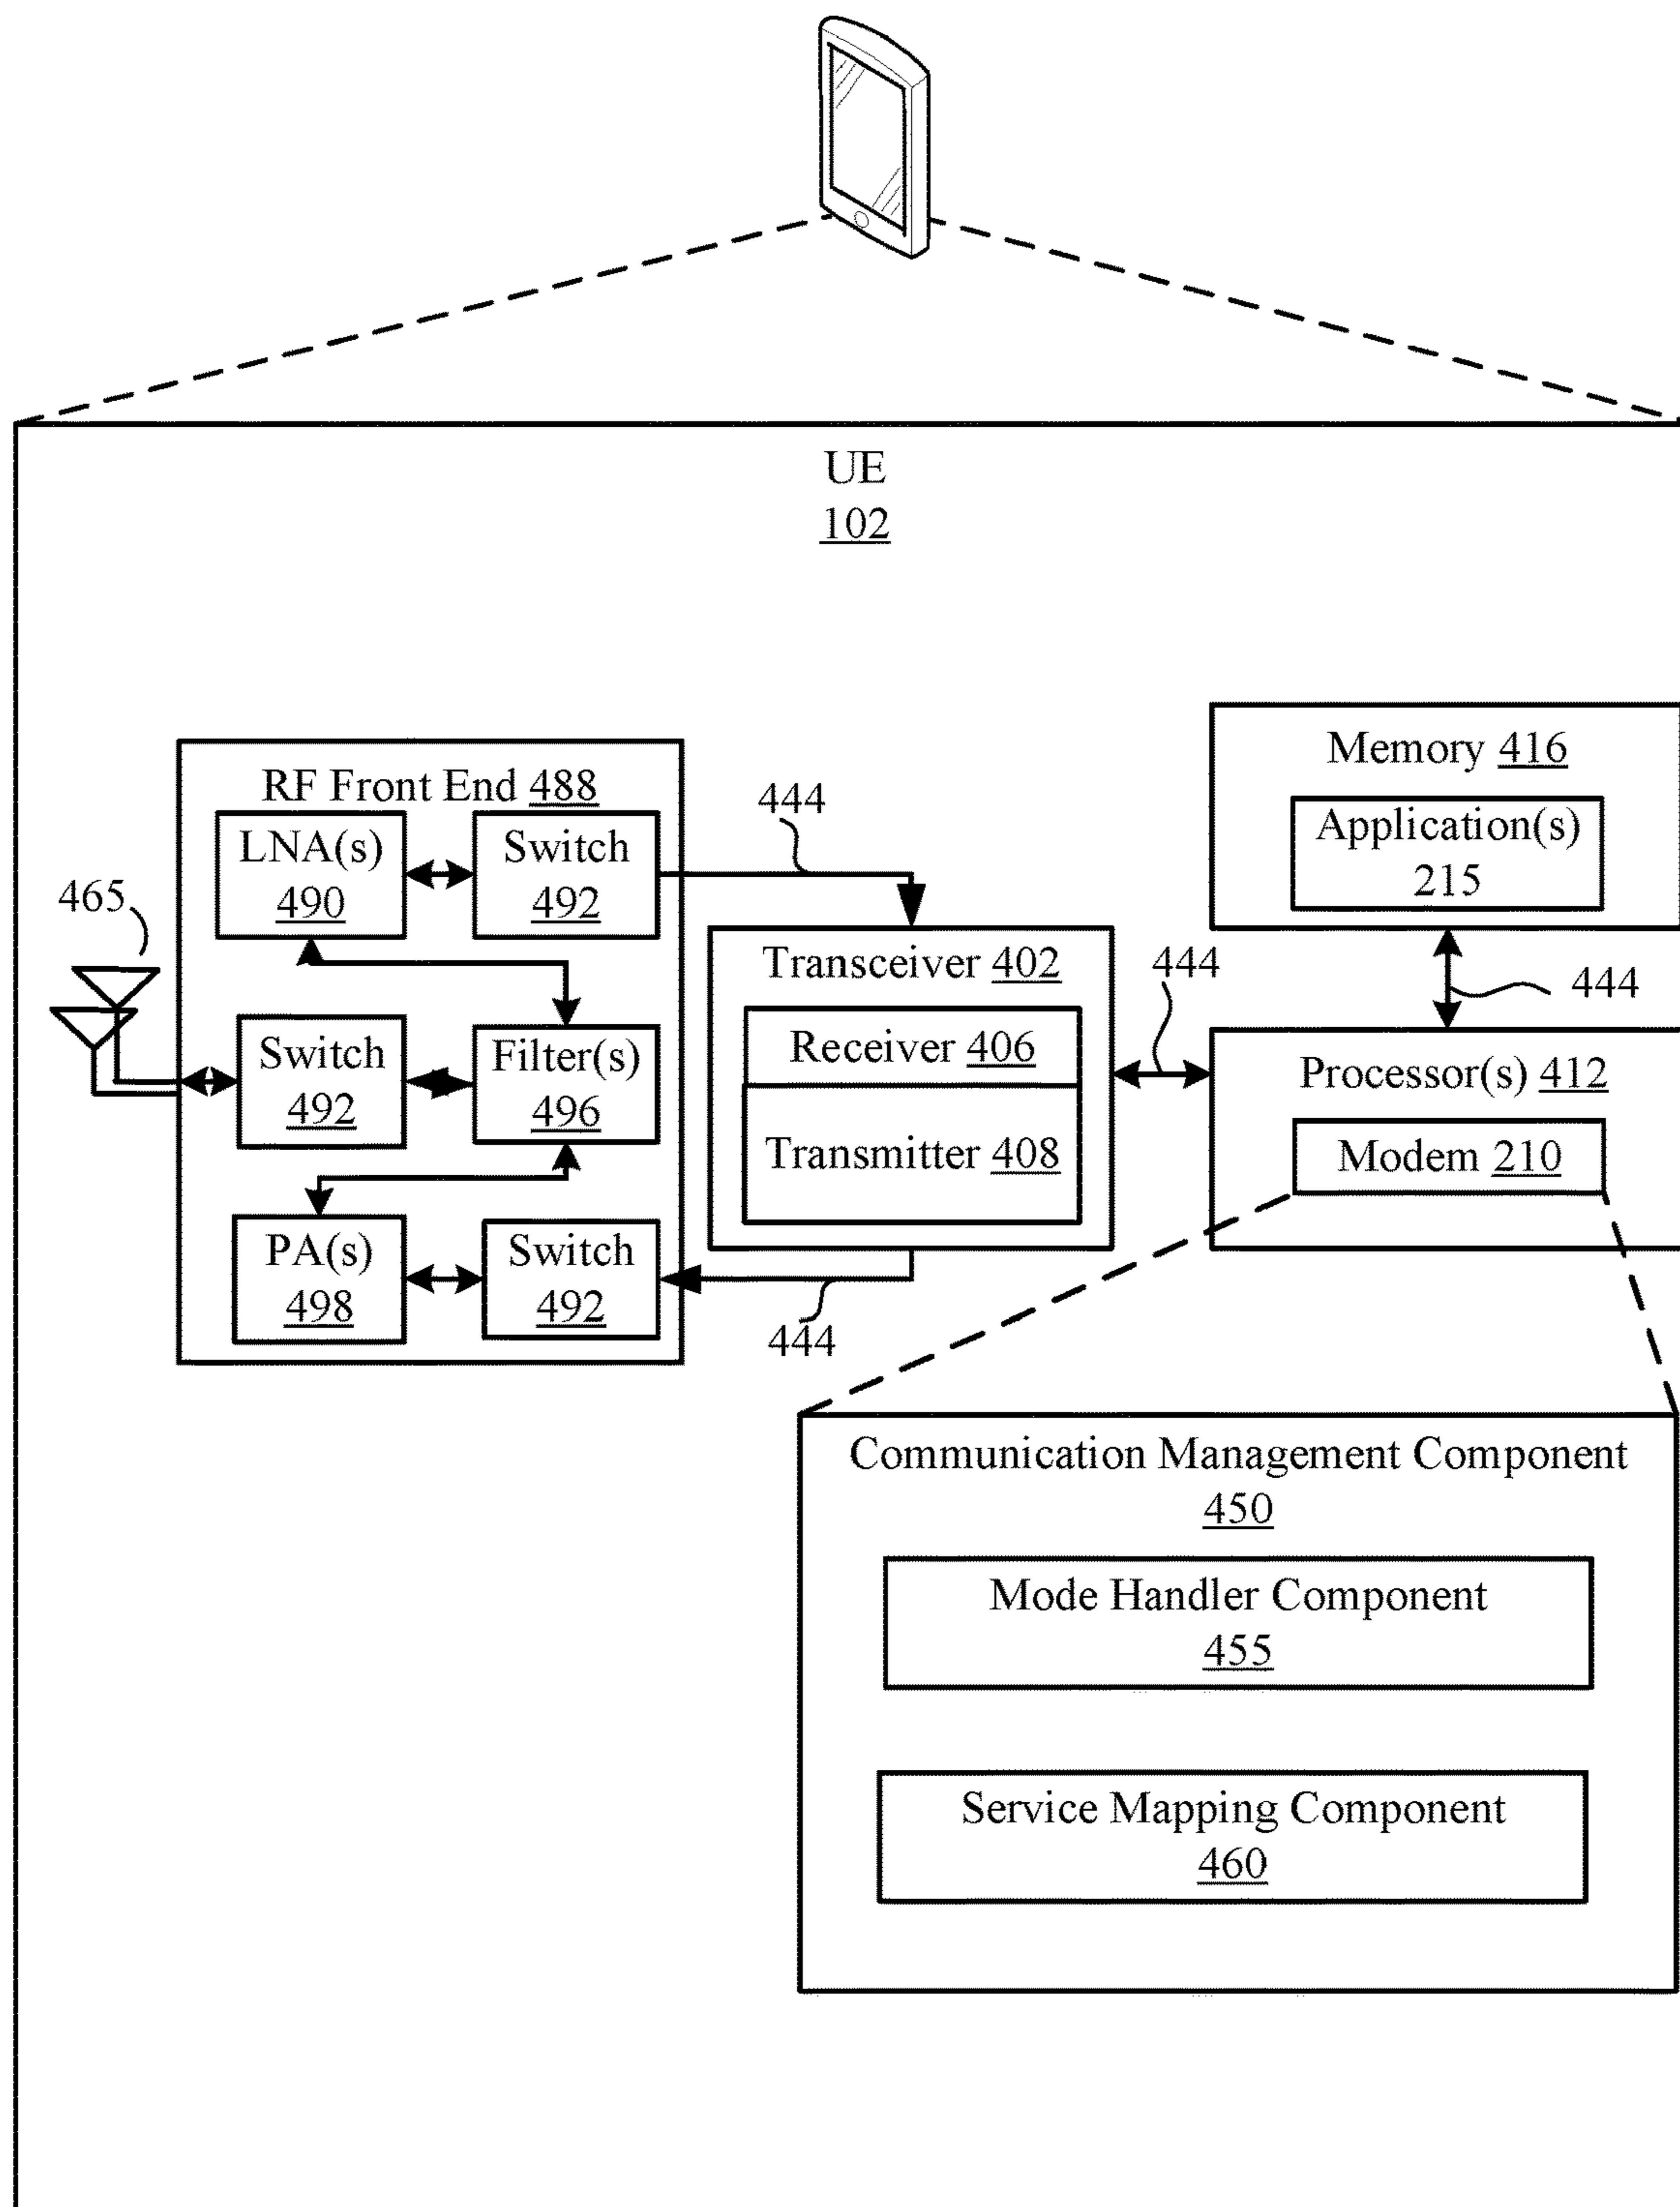 UE
102
RF Front End 488
LNA(s)
490
Switch
492
444
465
Switch
492
Filter(s)
496
PA(s)
498
Switch
492
444
Transceiver 402
Receiver 406
Transmitter 408
444
Memory 416
Application(s)
215
444
Processor(s) 412
Modem 210
Communication Management Component
450
Mode Handler Component
455
Service Mapping Component
460